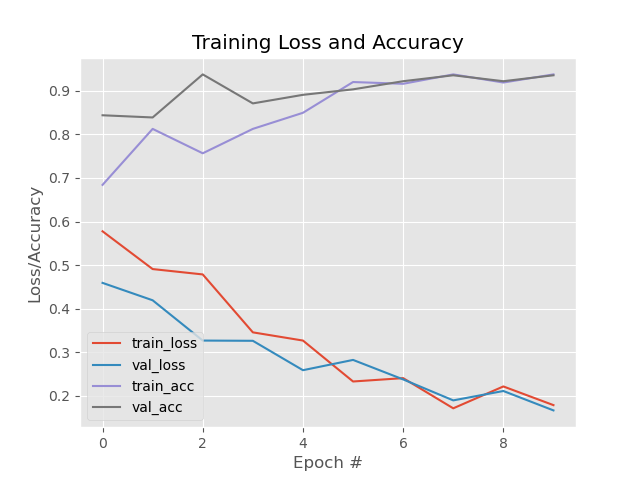 Training Loss and Accuracy
Loss/Accuracy
0.9
0.8
0.7
0.6
0.5
0.4
0.3
0.2
train_loss
val_loss
train_acc
val_acc
0 2 4 6 8
Epoch #